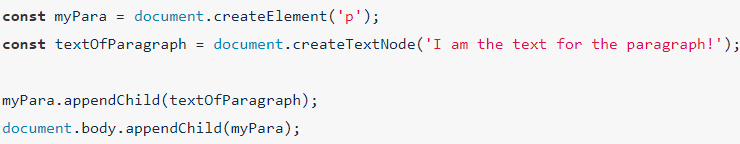 const myPara = document.createElement('p');
const textOfParagraph = document.createTextNode('I am the text for the paragraph!');
myPara.appendChild(textOfParagraph);
document.body.appendChild(myPara);